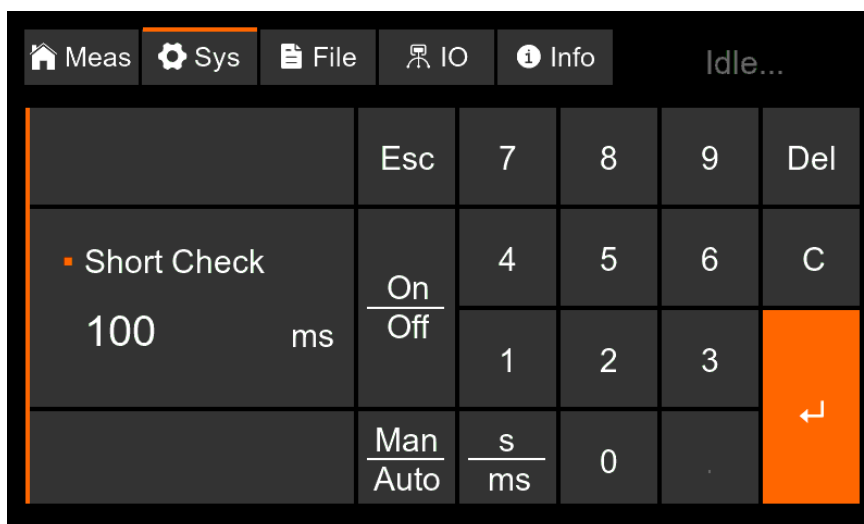 Meas Sys File IO Info Idle...
Esc 7 8 9 Del
Short Check
100 ms
On
Off
4 5 6 C
1 2 3
Man
Auto
s
ms
0 .